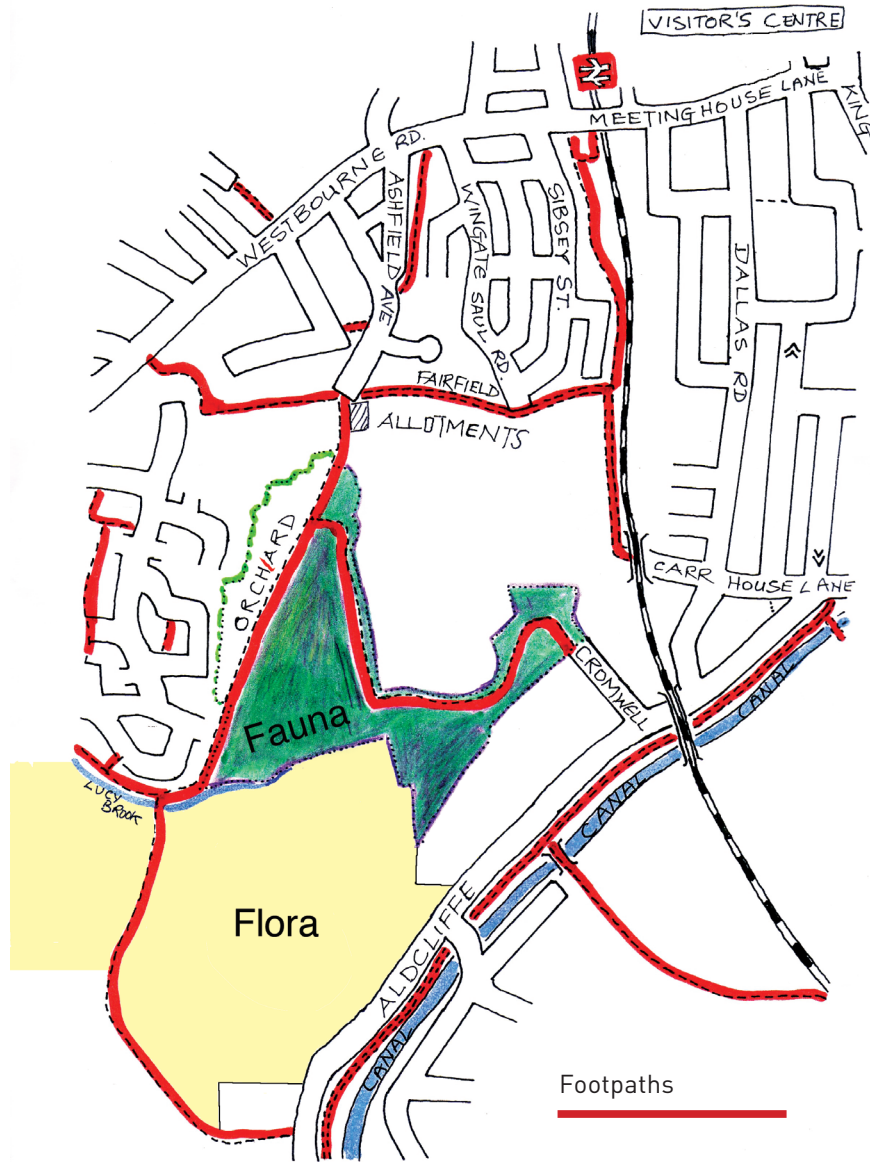 VISITOR'S CENTRE
MEETING HOUSE LANE
KING
WESTBOURNE RD.
ASHFIELD AVE
WINGATE SAUL RD.
SIBSEY ST.
DALLAS RD
FAIRFIELD
ALLOTMENTS
ORCHARD
CARR HOUSE LANE
CROMWELL
CANAL
Fauna
LUCY
BROOK
CANAL
Flora
ALDCLIFFE
CANAL
Footpaths